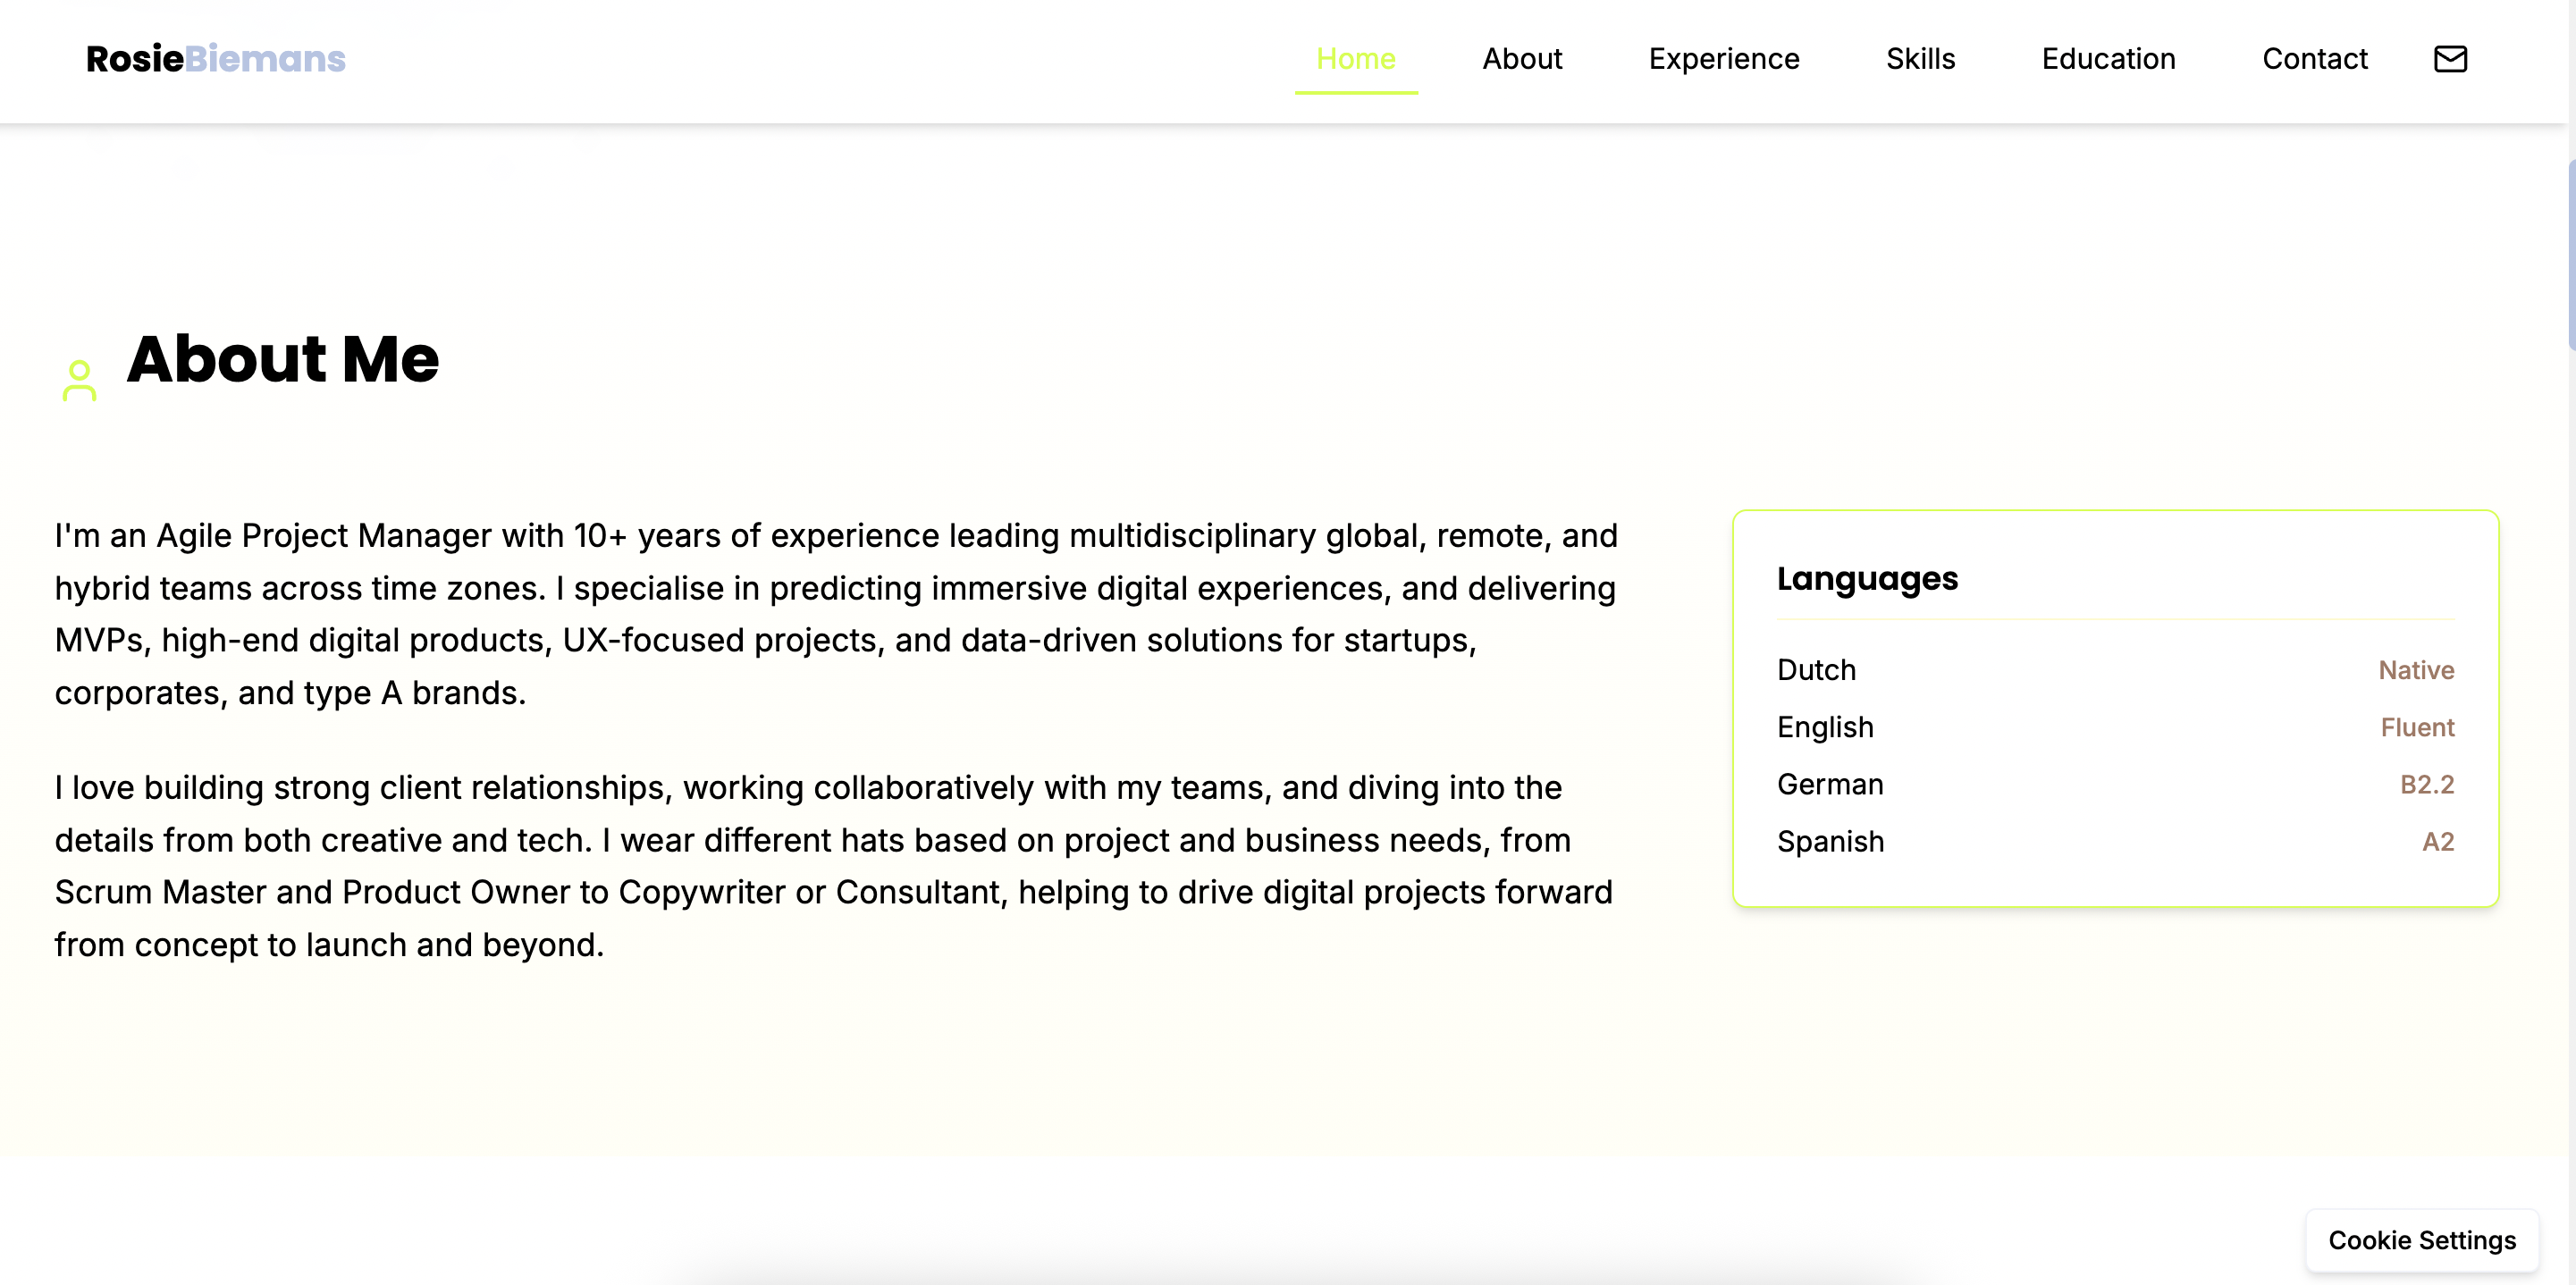 RosieBiemans
Home
About
Experience
Skills
Education
Contact
About Me
I'm an Agile Project Manager with 10+ years of experience leading multidisciplinary global, remote, and
hybrid teams across time zones. I specialise in predicting immersive digital experiences, and delivering
MVPs, high-end digital products, UX-focused projects, and data-driven solutions for startups,
corporates, and type A brands.
I love building strong client relationships, working collaboratively with my teams, and diving into the
details from both creative and tech. I wear different hats based on project and business needs, from
Scrum Master and Product Owner to Copywriter or Consultant, helping to drive digital projects forward
from concept to launch and beyond.
Languages
Dutch Native
English Fluent
German B2.2
Spanish A2
Cookie Settings